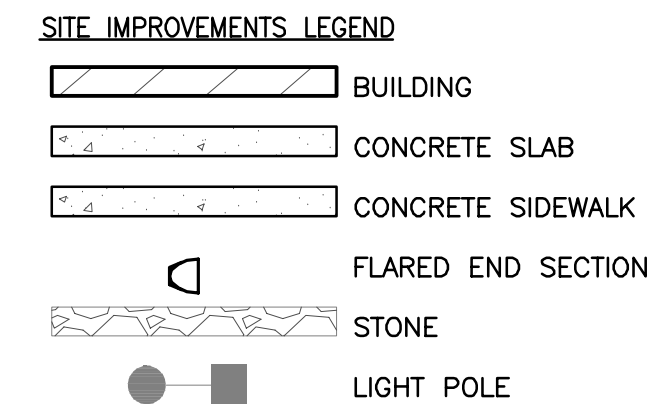 SITE IMPROVEMENTS LEGEND
BUILDING
CONCRETE SLAB
CONCRETE SIDEWALK
FLARED END SECTION
STONE
LIGHT POLE